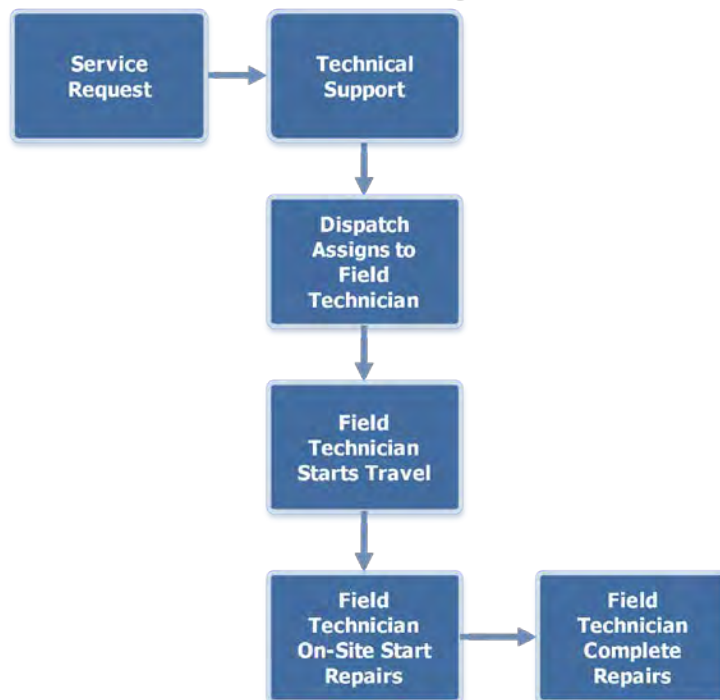 Service
Request
Technical
Support
Dispatch
Assigns to
Field
Technician
Field
Technician
Starts Travel
Field
Technician
On-Site Start
Repairs
Field
Technician
Complete
Repairs